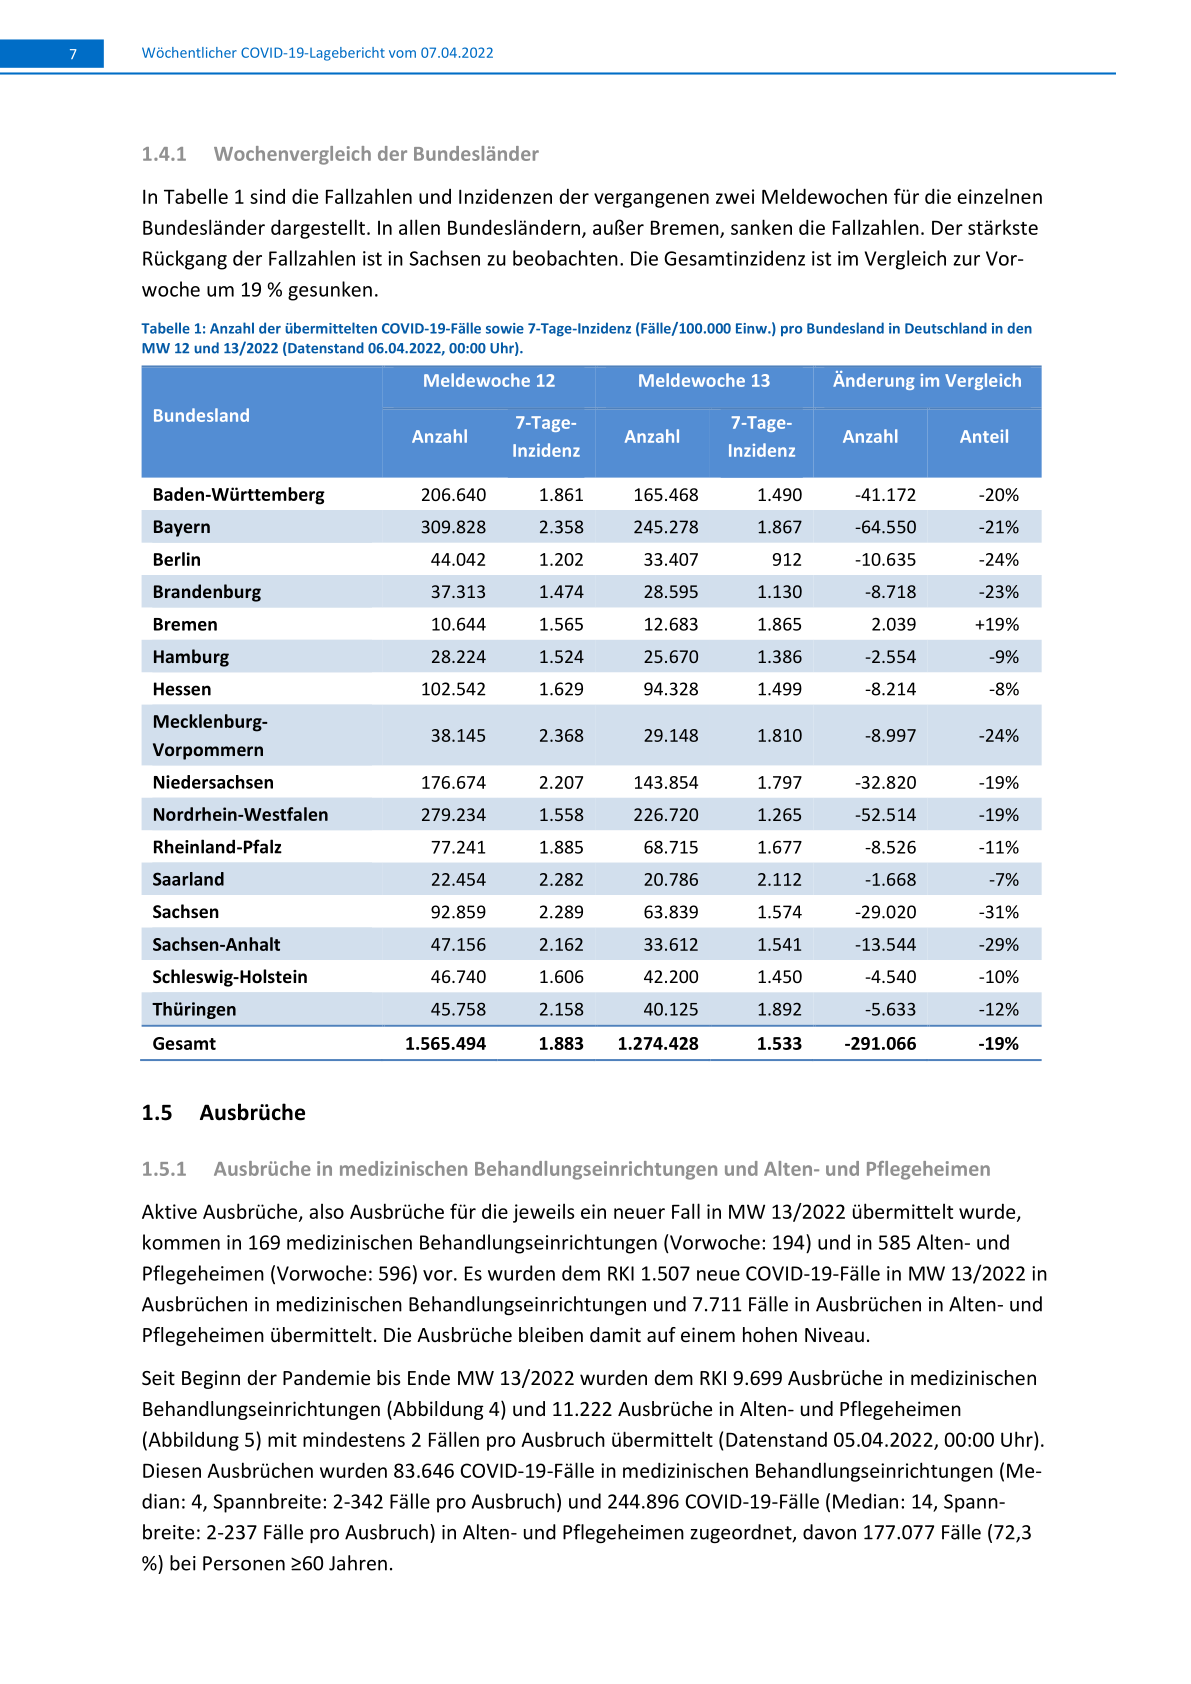 7 Wöchentlicher COVID-19-Lagebericht vom 07.04.2022
1.4.1 Wochenvergleich der Bundesländer
In Tabelle 1 sind die Fallzahlen und Inzidenzen der vergangenen zwei Meldewochen für die einzelnen
Bundesländer dargestellt. In allen Bundesländern, außer Bremen, sanken die Fallzahlen. Der stärkste
Rückgang der Fallzahlen ist in Sachsen zu beobachten. Die Gesamtinzidenz ist im Vergleich zur Vor-
woche um 19 % gesunken.
Tabelle 1: Anzahl der übermittelten COVID-19-Fälle sowie 7-Tage-Inzidenz (Fälle/100.000 Einw.) pro Bundesland in Deutschland in den
MW 12 und 13/2022 (Datenstand 06.04.2022, 00:00 Uhr).
Bundesland Meldewoche 12 Meldewoche 13 Änderung im Vergleich
Anzahl 7-Tage-Inzidenz Anzahl 7-Tage-Inzidenz Anzahl Anteil
Baden-Württemberg 206.640 1.861 165.468 1.490 -41.172 -20%
Bayern 309.828 2.358 245.278 1.867 -64.550 -21%
Berlin 44.042 1.202 33.407 912 -10.635 -24%
Brandenburg 37.313 1.474 28.595 1.130 -8.718 -23%
Bremen 10.644 1.565 12.683 1.865 2.039 +19%
Hamburg 28.224 1.524 25.670 1.386 -2.554 -9%
Hessen 102.542 1.629 94.328 1.499 -8.214 -8%
Mecklenburg-
Vorpommern 38.145 2.368 29.148 1.810 -8.997 -24%
Niedersachsen 176.674 2.207 143.854 1.797 -32.820 -19%
Nordrhein-Westfalen 279.234 1.558 226.720 1.265 -52.514 -19%
Rheinland-Pfalz 77.241 1.885 68.715 1.677 -8.526 -11%
Saarland 22.454 2.282 20.786 2.112 -1.668 -7%
Sachsen 92.859 2.289 63.839 1.574 -29.020 -31%
Sachsen-Anhalt 47.156 2.162 33.612 1.541 -13.544 -29%
Schleswig-Holstein 46.740 1.606 42.200 1.450 -4.540 -10%
Thüringen 45.758 2.158 40.125 1.892 -5.633 -12%
Gesamt 1.565.494 1.883 1.274.428 1.533 -291.066 -19%
1.5 Ausbrüche
1.5.1 Ausbrüche in medizinischen Behandlungseinrichtungen und Alten- und Pflegeheimen
Aktive Ausbrüche, also Ausbrüche für die jeweils ein neuer Fall in MW 13/2022 übermittelt wurde,
kommen in 169 medizinischen Behandlungseinrichtungen (Vorwoche: 194) und in 585 Alten- und
Pflegeheimen (Vorwoche: 596) vor. Es wurden dem RKI 1.507 neue COVID-19-Fälle in MW 13/2022 in
Ausbrüchen in medizinischen Behandlungseinrichtungen und 7.711 Fälle in Ausbrüchen in Alten- und
Pflegeheimen übermittelt. Die Ausbrüche bleiben damit auf einem hohen Niveau.
Seit Beginn der Pandemie bis Ende MW 13/2022 wurden dem RKI 9.699 Ausbrüche in medizinischen
Behandlungseinrichtungen (Abbildung 4) und 11.222 Ausbrüche in Alten- und Pflegeheimen
(Abbildung 5) mit mindestens 2 Fällen pro Ausbruch übermittelt (Datenstand 05.04.2022, 00:00 Uhr).
Diesen Ausbrüchen wurden 83.646 COVID-19-Fälle in medizinischen Behandlungseinrichtungen (Me-
dian: 4, Spannbreite: 2-342 Fälle pro Ausbruch) und 244.896 COVID-19-Fälle (Median: 14, Spann-
breite: 2-237 Fälle pro Ausbruch) in Alten- und Pflegeheimen zugeordnet, davon 177.077 Fälle (72,3
%) bei Personen ≥60 Jahren.